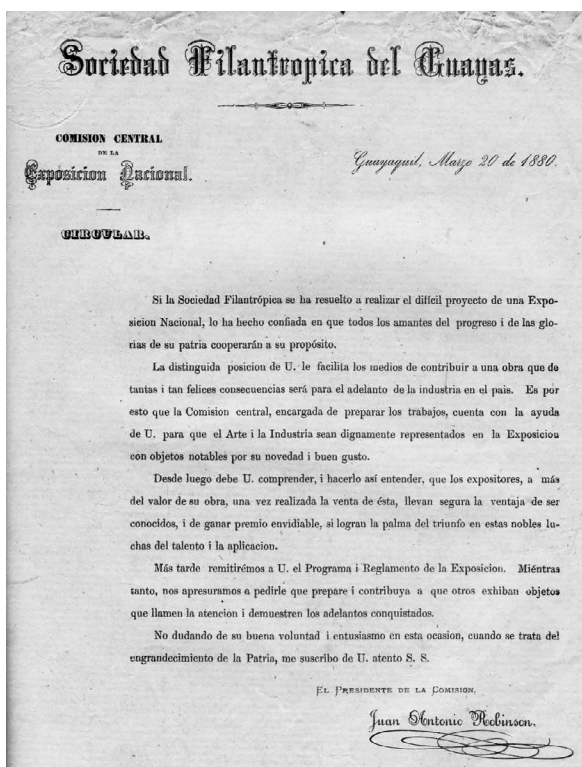 Sociedad Filantropica del Guayas.
COMISION CENTRAL
DE LA
Exposicion Nacional.
Guayaquil, Marzo 20 de 1880.
CIRCULAR.
Si la Sociedad Filantrópica se ha resuelto a realizar el difícil proyecto de una Expo-
sicion Nacional, lo ha hecho confiada en que todos los amantes del progreso i de las glo-
rias de su patria cooperarán a su propósito.
La distinguida posicion de U. le facilita los medios de contribuir a una obra que de
tantas i tan felices consecuencias será para el adelanto de la industria en el pais. Es por
esto que la Comision central, encargada de preparar los trabajos, cuenta con la ayuda
de U. para que el Arte i la Industria sean dignamente representados en la Exposicion
con objetos notables por su novedad i buen gusto.
Desde luego debe U. comprender, i hacerlo así entender, que los expositores, a más
del valor de su obra, una vez realizada la venta de ésta, llevan segura la ventaja de ser
conocidos, i de ganar premio envidiable, si logran la palma del triunfo en estas nobles lu-
chas del talento i la aplicacion.
Más tarde remitirémos a U. el Programa i Reglamento de la Exposicion. Miéntras
tanto, nos apresuramos a pedirle que prepare i contribuya a que otros exhiban objetos
que llamen la atencion i demuestren los adelantos conquistados.
No dudando de su buena voluntad i entusiasmo en esta ocasion, cuando se trata del
engrandecimiento de la Patria, me suscribo de U. atento S. S.
EL PRESIDENTE DE LA COMISION,
Juan Antonio Robinson.